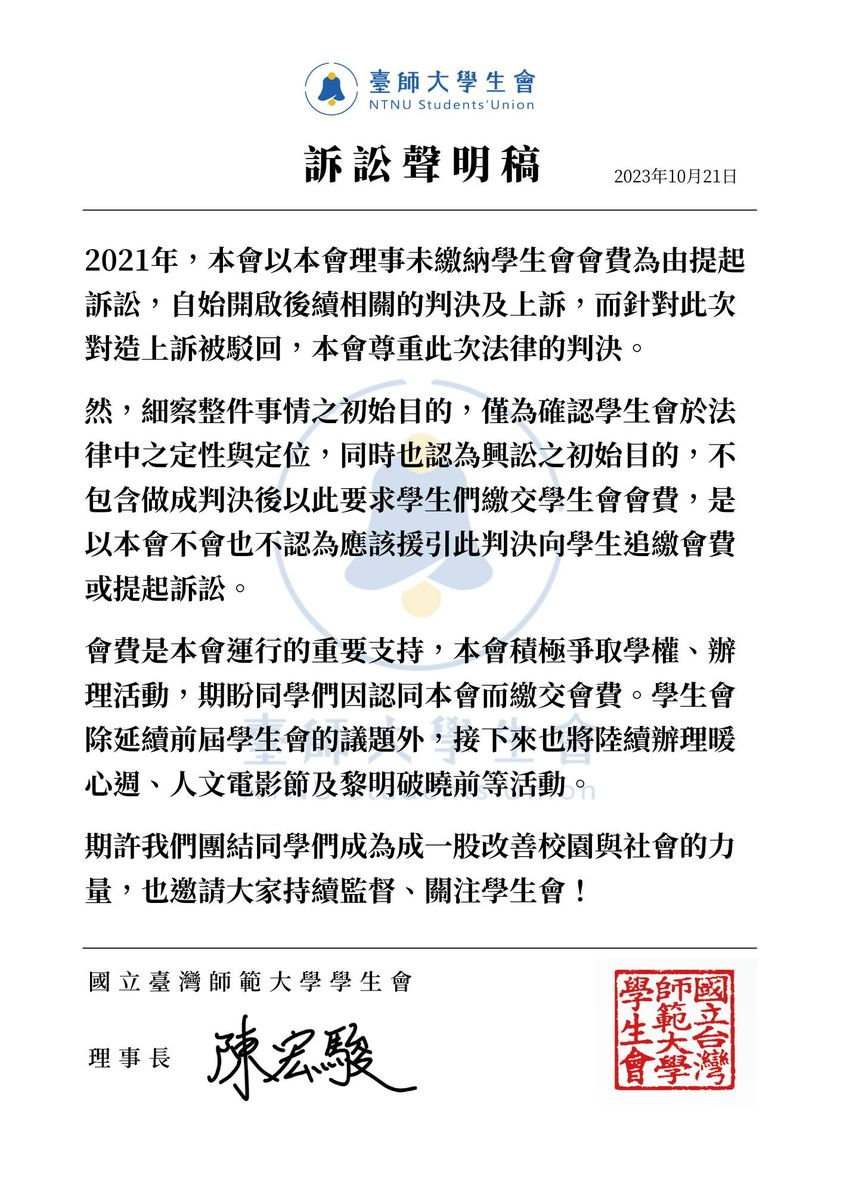 臺師大學生會
NTNU Students'Union
訴訟聲明稿
2023年10月21日
2021年，本會以本會理事未繳納學生會會費為由提起
訴訟，自始開啟後續相關的判決及上訴，而針對此次
對造上訴被駁回，本會尊重此次法律的判決。
然，細察整件事情之初始目的，僅為確認學生會於法
律中之定性與定位，同時也認為興訟之初始目的，不
包含做成判決後以此要求學生們繳交學生會會費，是
以本會不會也不認為應該援引此判決向學生追繳會費
或提起訴訟。
會費是本會運行的重要支持，本會積極爭取學權、辦
理活動，期盼同學們因認同本會而繳交會費。學生會
除延續前屆學生會的議題外，接下來也將陸續辦理暖
心週、人文電影節及黎明破曉前等活動。
臺師大學生會
NTNU Students'Union
期許我們團結同學們成為成一股改善校園與社會的力
量，也邀請大家持續監督、關注學生會！
國立臺灣師範大學學生會
理事長 陳宏駿
國立台灣
師範大學
學生會